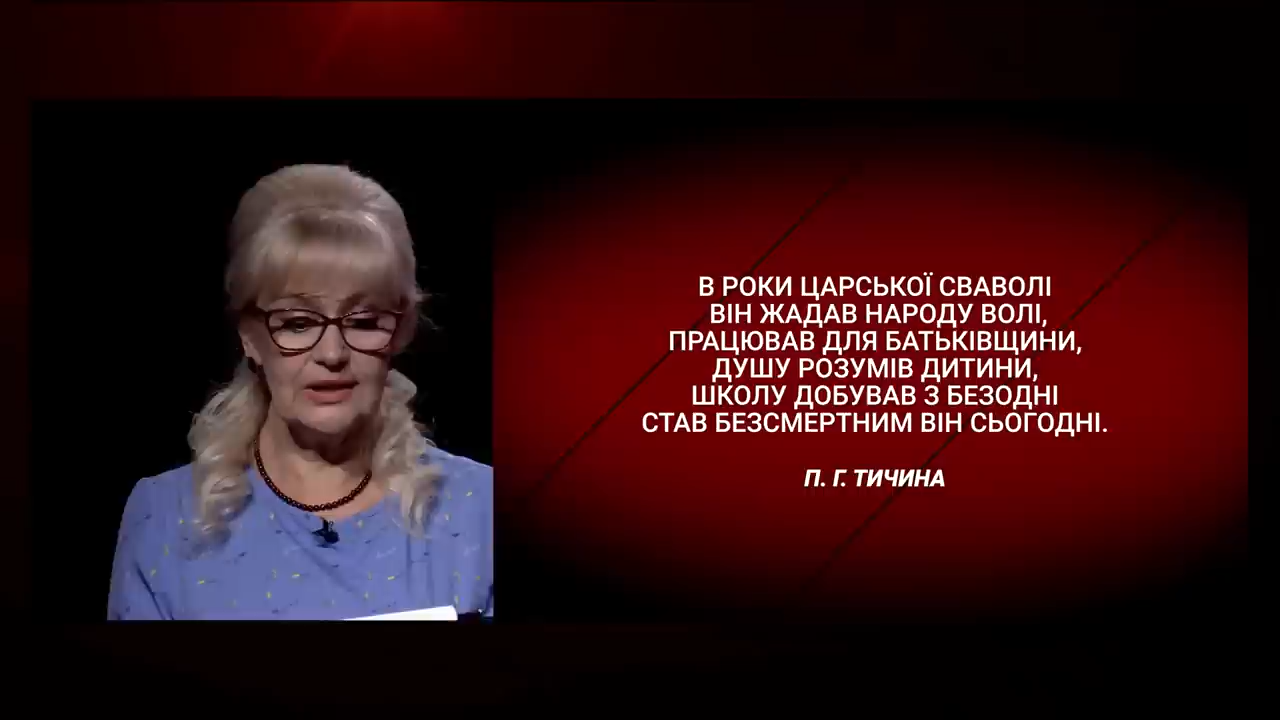 В РОКИ ЦАРСЬКОЇ СВАВОЛІ
ВІН ЖАДАВ НАРОДУ ВОЛІ,
ПРАЦЮВАВ ДЛЯ БАТЬКІВЩИНИ,
ДУШУ РОЗУМІВ ДИТИНИ,
ШКОЛУ ДОБУВАВ З БЕЗОДНІ
СТАВ БЕЗСМЕРТНИМ ВІН СЬОГОДНІ.
П. Г. ТИЧИНА